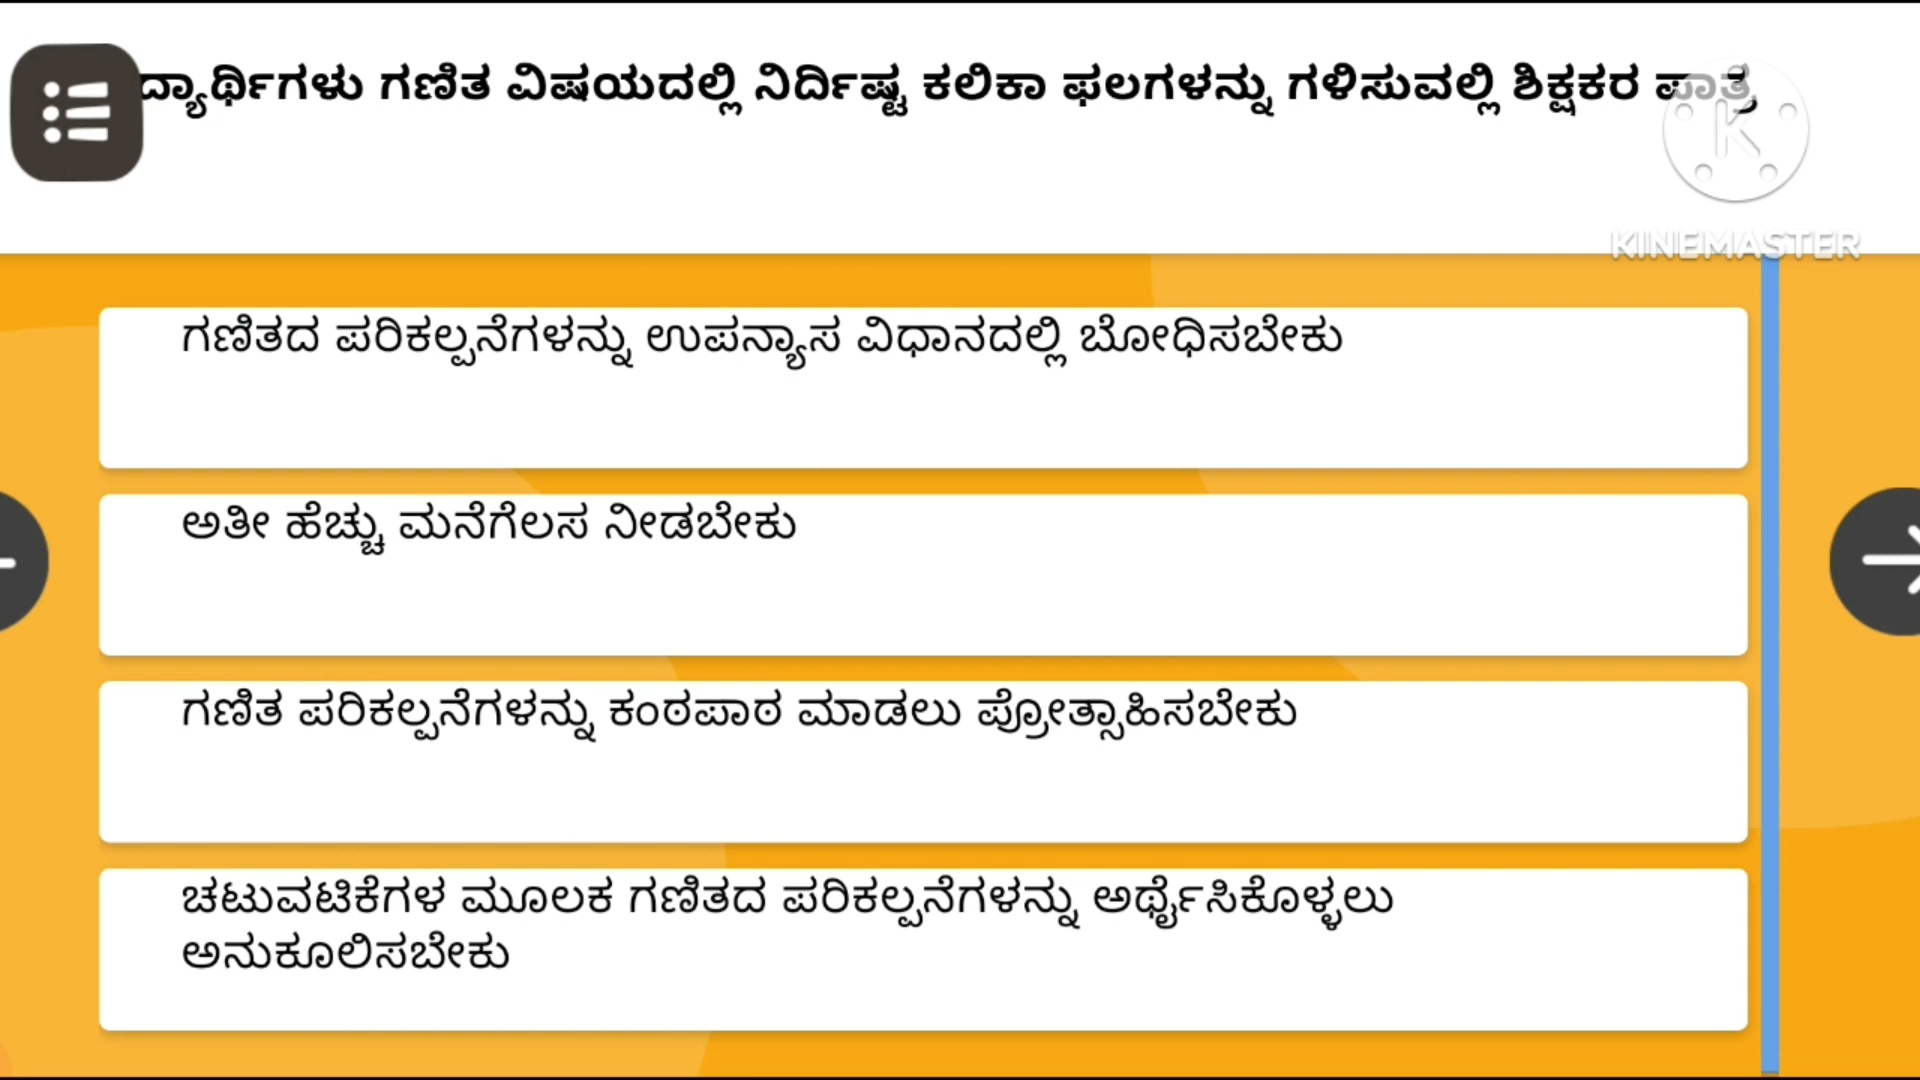 ದ್ಯಾರ್ಥಿಗಳು ಗಣಿತ ವಿಷಯದಲ್ಲಿ ನಿರ್ದಿಷ್ಟ ಕಲಿಕಾ ಫಲಗಳನ್ನು ಗಳಿಸುವಲ್ಲಿ ಶಿಕ್ಷಕರ ಪಾತ್ರ
KINEMASTER
ಗಣಿತದ ಪರಿಕಲ್ಪನೆಗಳನ್ನು ಉಪನ್ಯಾಸ ವಿಧಾನದಲ್ಲಿ ಬೋಧಿಸಬೇಕು
ಅತೀ ಹೆಚ್ಚು ಮನೆಗೆಲಸ ನೀಡಬೇಕು
ಗಣಿತ ಪರಿಕಲ್ಪನೆಗಳನ್ನು ಕಂಠಪಾಠ ಮಾಡಲು ಪ್ರೋತ್ಸಾಹಿಸಬೇಕು
ಚಟುವಟಿಕೆಗಳ ಮೂಲಕ ಗಣಿತದ ಪರಿಕಲ್ಪನೆಗಳನ್ನು ಅರ್ಥೈಸಿಕೊಳ್ಳಲು
ಅನುಕೂಲಿಸಬೇಕು